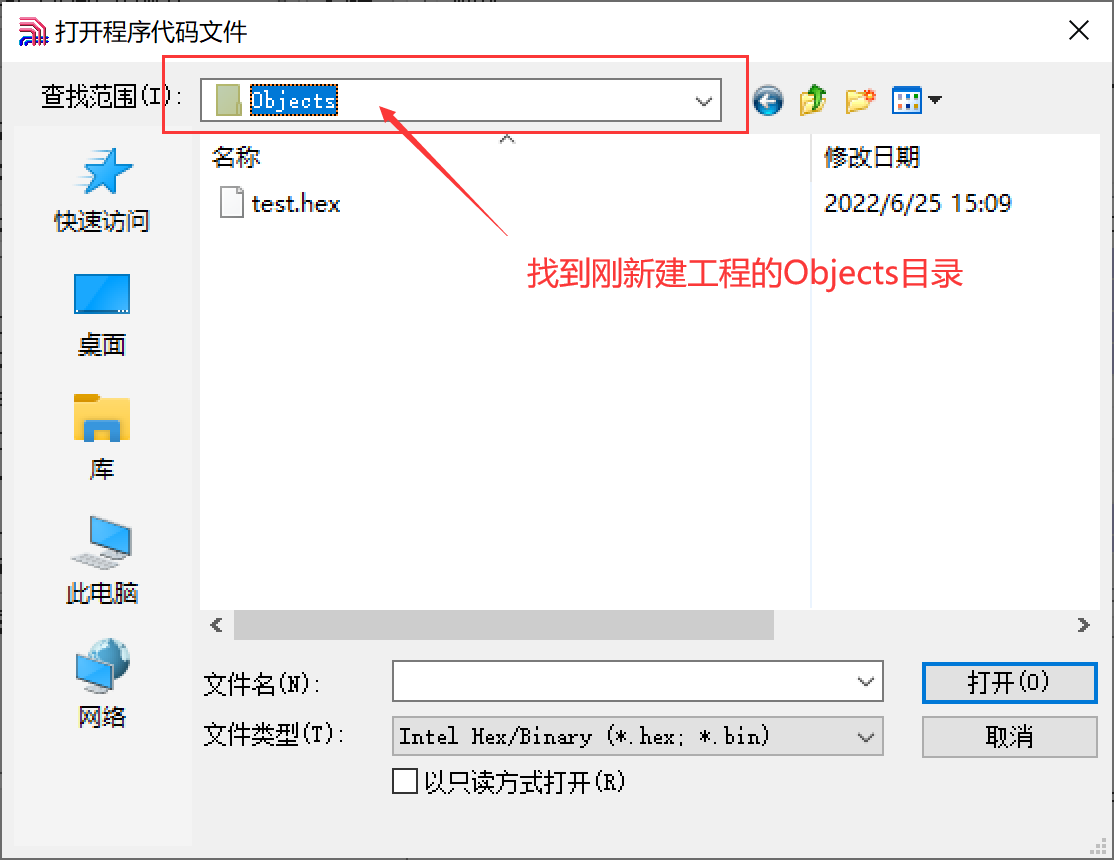 打开程序代码文件
查找范围(I):
Objects
名称
修改日期
test.hex
2022/6/25 15:09
找到刚新建工程的Objects目录
快速访问
桌面
库
此电脑
网络
文件名(N):
打开(O)
文件类型(T):
Intel Hex/Binary (*.hex; *.bin)
取消
以只读方式打开(R)